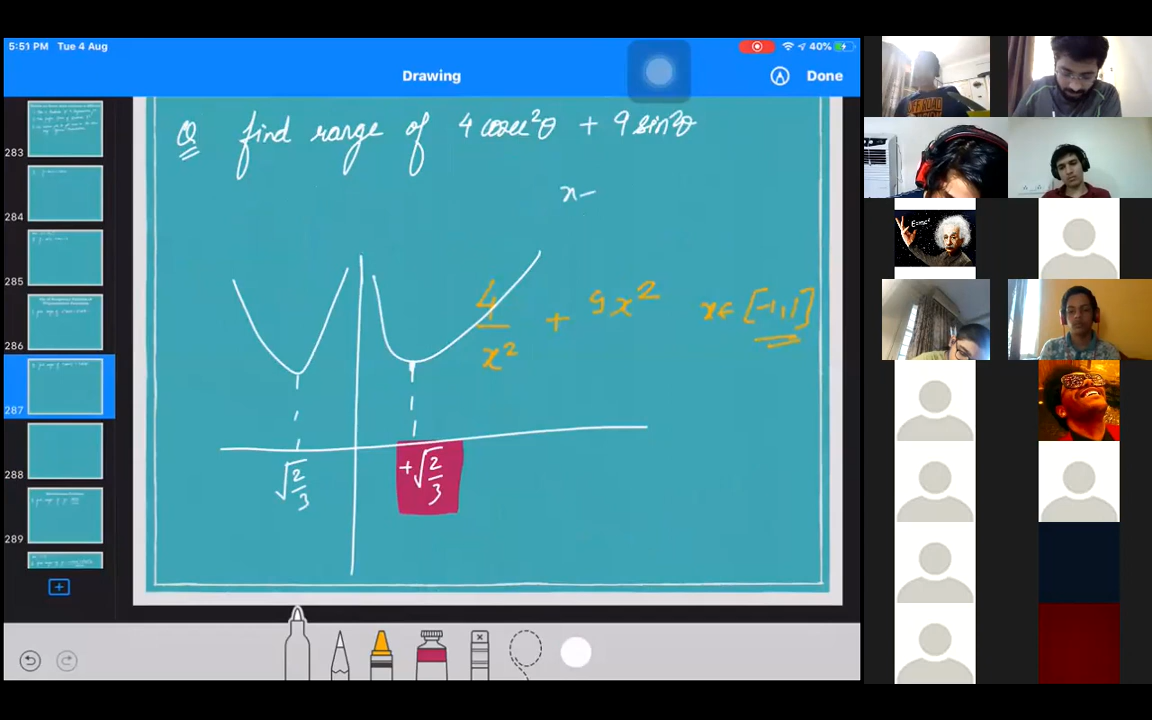 5:51 PM Tue 4 Aug
40%
Drawing
Done
Q find range of 4 cosec²θ + 9 sin²θ
x-
4/x² + 9x² x∈ [-1,1]
√2/3
+√2/3
283
284
285
286
287
288
289